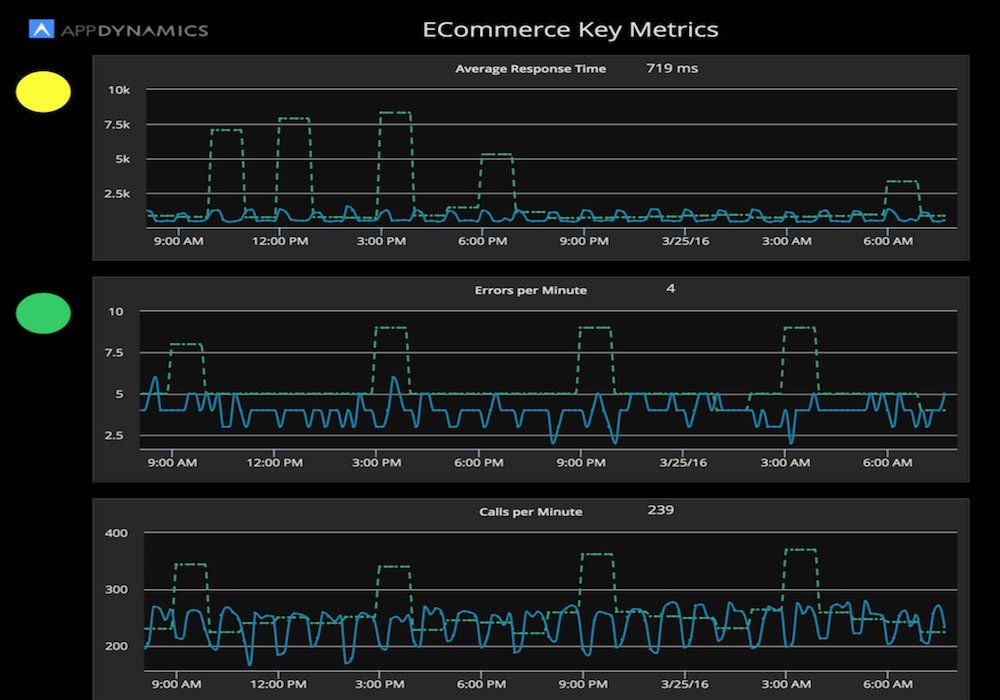 APPDYNAMICS
ECommerce Key Metrics
Average Response Time 719 ms
10k
7.5k
5k
2.5k
9:00 AM 12:00 PM 3:00 PM 6:00 PM 9:00 PM 3/25/16 3:00 AM 6:00 AM
Errors per Minute 4
10
7.5
5
2.5
9:00 AM 12:00 PM 3:00 PM 6:00 PM 9:00 PM 3/25/16 3:00 AM 6:00 AM
Calls per Minute 239
400
300
200
9:00 AM 12:00 PM 3:00 PM 6:00 PM 9:00 PM 3/25/16 3:00 AM 6:00 AM